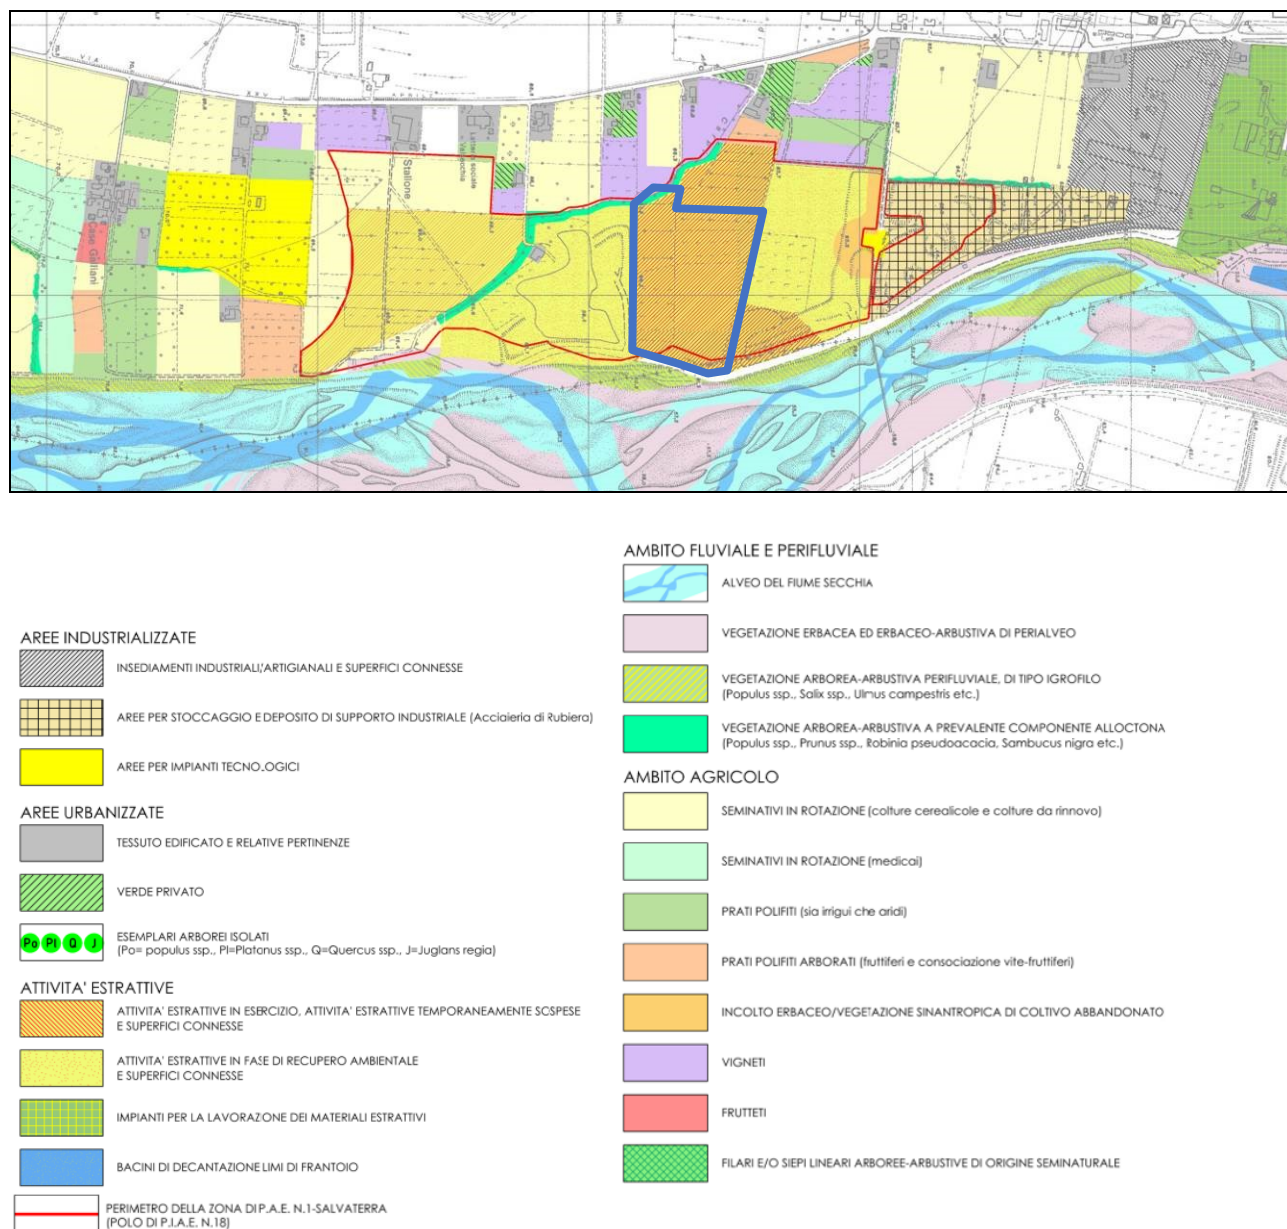 Stallone
Case Galliani
AREE INDUSTRIALIZZATE
INSEDIAMENTI INDUSTRIALI/ARTIGIANALI E SUPERFICI CONNESSE
AREE PER STOCCAGGIO E DEPOSITO DI SUPPORTO INDUSTRIALE (Acciaieria di Rubiera)
AREE PER IMPIANTI TECNOLOGICI
AREE URBANIZZATE
TESSUTO EDIFICATO E RELATIVE PERTINENZE
VERDE PRIVATO
Po Pl Q J
ESEMPLARI ARBOREI ISOLATI
(Po= populus ssp., Pl=Platonus ssp., Q=Quercus ssp., J=Juglans regia)
ATTIVITA' ESTRATTIVE
ATTIVITA' ESTRATTIVE IN ESERCIZIO, ATTIVITA' ESTRATTIVE TEMPORANEAMENTE SOSPESE
E SUPERFICI CONNESSE
ATTIVITA' ESTRATTIVE IN FASE DI RECUPERO AMBIENTALE
E SUPERFICI CONNESSE
IMPIANTI PER LA LAVORAZIONE DEI MATERIALI ESTRATTIVI
BACINI DI DECANTAZIONE LIMI DI FRANTOIO
PERIMETRO DELLA ZONA DI P.A.E. N.1-SALVATERRA
(POLO DI P.I.A.E. N.18)
AMBITO FLUVIALE E PERIFLUVIALE
ALVEO DEL FIUME SECCHIA
VEGETAZIONE ERBACEA ED ERBACEO-ARBUSTIVA DI PERIALVEO
VEGETAZIONE ARBOREA-ARBUSTIVA PERIFLUVIALE, DI TIPO IGROFILO
(Populus ssp., Salix ssp., Ulmus campestris etc.)
VEGETAZIONE ARBOREA-ARBUSTIVA A PREVALENTE COMPONENTE ALLOCTONA
(Populus ssp., Prunus ssp., Robinia pseudoacacia, Sambucus nigra etc.)
AMBITO AGRICOLO
SEMINATIVI IN ROTAZIONE (colture cerealicole e colture da rinnovo)
SEMINATIVI IN ROTAZIONE (medicai)
PRATI POLIFITI (sia irrigui che aridi)
PRATI POLIFITI ARBORATI (fruttiferi e consociazione vite-fruttiferi)
INCOLTO ERBACEO/VEGETAZIONE SINANTROPICA DI COLTIVO ABBANDONATO
VIGNETI
FRUTTETI
FILARI E/O SIEPI LINEARI ARBOREE-ARBUSTIVE DI ORIGINE SEMINATURALE